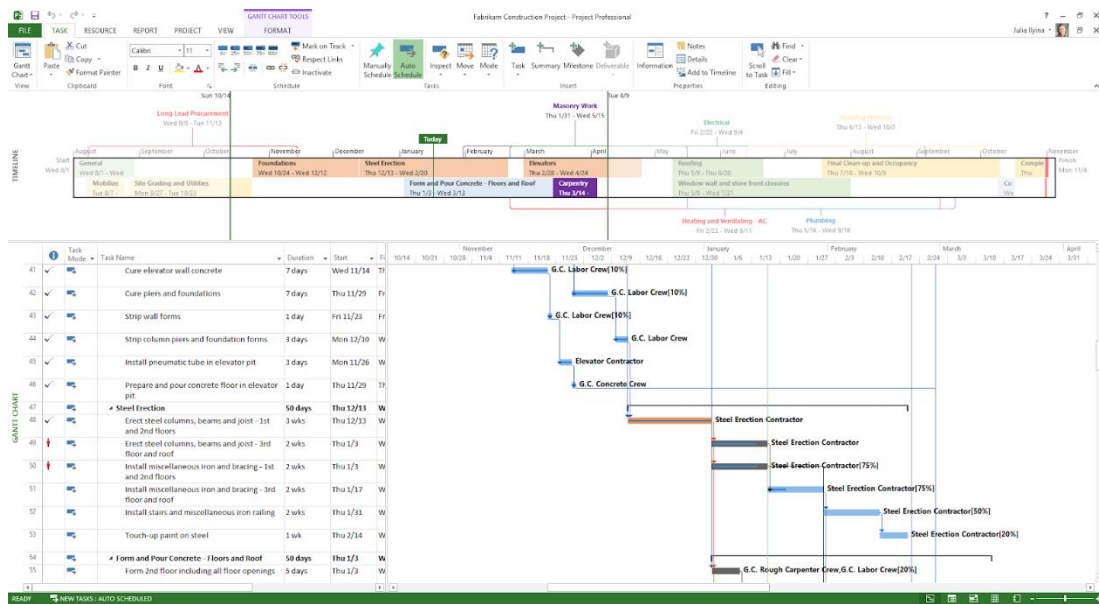 GANTT CHART TOOLS
Fabrikam Construction Project - Project Professional
FILE TASK RESOURCE REPORT PROJECT VIEW FORMAT
Julia Ilyina
Gantt Chart
Paste
Cut
Copy
Format Painter
Calibri 11
B I U
Mark on Track
Respect Links
Inactivate
Manually Schedule
Auto Schedule
Inspect Move Mode
Task Summary Milestone Deliverable
Information
Notes
Details
Add to Timeline
Scroll to Task
Find
Clear
Fill
View Clipboard Font Schedule Tasks Insert Properties Editing
TIMELINE
Sun 10/14
Tue 4/9
Long Lead Procurement
Wed 8/8 - Tue 11/13
Masonry Work
Thu 1/31 - Wed 5/15
Electrical
Fri 2/22 - Wed 9/4
Thu 6/13 - Wed 10/2
Today
August September October November December January February March April May June July August September October November
Start
Wed 8/1
Finish
Mon 11/4
General
Wed 8/1 - Wed
Foundations
Wed 10/24 - Wed 12/12
Steel Erection
Thu 12/13 - Wed 2/20
Elevators
Thu 2/28 - Wed 4/24
Roofing
Thu 5/9 - Thu 6/20
Final Clean-up and Occupancy
Thu 7/18 - Wed 10/9
Comple
Thu
Mobilize
Tue 8/7 -
Site Grading and Utilities
Mon 8/27 - Tue 10/23
Form and Pour Concrete - Floors and Roof
Thu 1/3 - Wed 3/13
Carpentry
Thu 3/14 -
Window wall and store front closures
Thu 5/9 - Wed 7/31
Co
We
Heating and Ventilating - AC
Fri 2/22 - Wed 9/11
Plumbing
Thu 5/16 - Wed 9/18
GANTT CHART
Task Mode Task Name Duration Start Fi
November December January February March April
10/14 10/21 10/28 11/4 11/11 11/18 11/25 12/2 12/9 12/16 12/23 12/30 1/6 1/13 1/20 1/27 2/3 2/10 2/17 2/24 3/3 3/10 3/17 3/24 3/31
41 Cure elevator wall concrete 7 days Wed 11/14 Th G.C. Labor Crew[10%]
42 Cure piers and foundations 7 days Thu 11/29 Fr G.C. Labor Crew[10%]
43 Strip wall forms 1 day Fri 11/23 Fr G.C. Labor Crew[10%]
44 Strip column piers and foundation forms 3 days Mon 12/10 W G.C. Labor Crew
45 Install pneumatic tube in elevator pit 3 days Mon 11/26 W Elevator Contractor
46 Prepare and pour concrete floor in elevator pit 1 day Thu 11/29 Th G.C. Concrete Crew
47 Steel Erection 50 days Thu 12/13 W
48 Erect steel columns, beams and joist - 1st and 2nd floors 3 wks Thu 12/13 W Steel Erection Contractor
49 Erect steel columns, beams and joist - 3rd floor and roof 2 wks Thu 1/3 W Steel Erection Contractor
50 Install miscellaneous iron and bracing - 1st and 2nd floors 2 wks Thu 1/3 W Steel Erection Contractor[75%]
51 Install miscellaneous iron and bracing - 3rd floor and roof 2 wks Thu 1/17 W Steel Erection Contractor[75%]
52 Install stairs and miscellaneous iron railing 2 wks Thu 1/31 W Steel Erection Contractor[50%]
53 Touch-up paint on steel 1 wk Thu 2/14 W Steel Erection Contractor[20%]
54 Form and Pour Concrete - Floors and Roof 50 days Thu 1/3 W
55 Form 2nd floor including all floor openings 5 days Thu 1/3 W G.C. Rough Carpenter Crew,G.C. Labor Crew[20%]
READY NEW TASKS : AUTO SCHEDULED